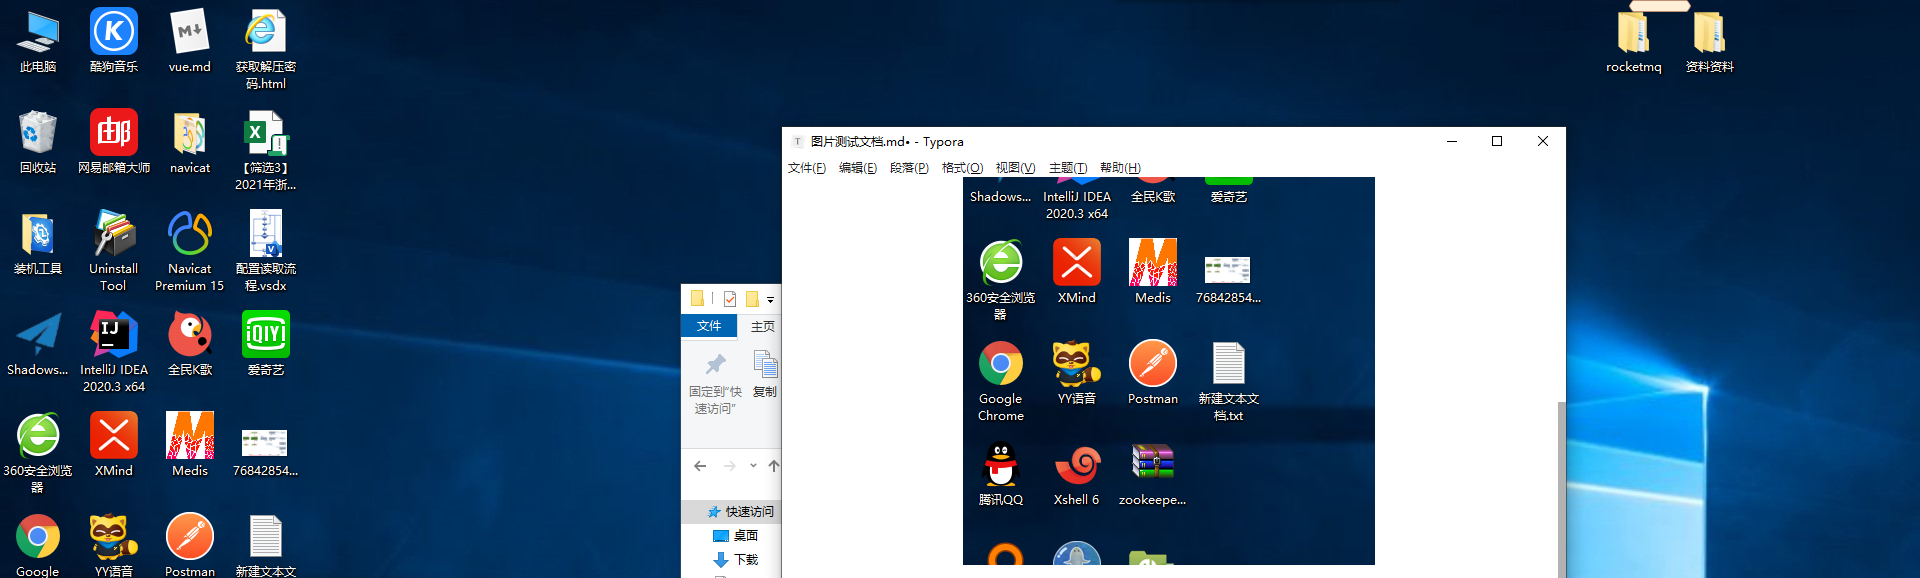 此电脑
酷狗音乐
vue.md
获取解压密
码.html
回收站
网易邮箱大师
navicat
【筛选3】
2021年浙...
装机工具
Uninstall
Tool
Navicat
Premium 15
配置读取流
程.vsdx
Shadows...
IntelliJ IDEA
2020.3 x64
全民K歌
爱奇艺
360安全浏览
器
XMind
Medis
76842854...
Google
YY语音
Postman
新建文本文
rocketmq
资料资料
文件
主页
固定到"快
速访问"
复制
快速访问
桌面
下载
图片测试文档.md• - Typora
文件(F) 编辑(E) 段落(P) 格式(O) 视图(V) 主题(T) 帮助(H)
Shadows...
IntelliJ IDEA
2020.3 x64
全民K歌
爱奇艺
360安全浏览
器
XMind
Medis
76842854...
Google
Chrome
YY语音
Postman
新建文本文
档.txt
腾讯QQ
Xshell 6
zookeepe...